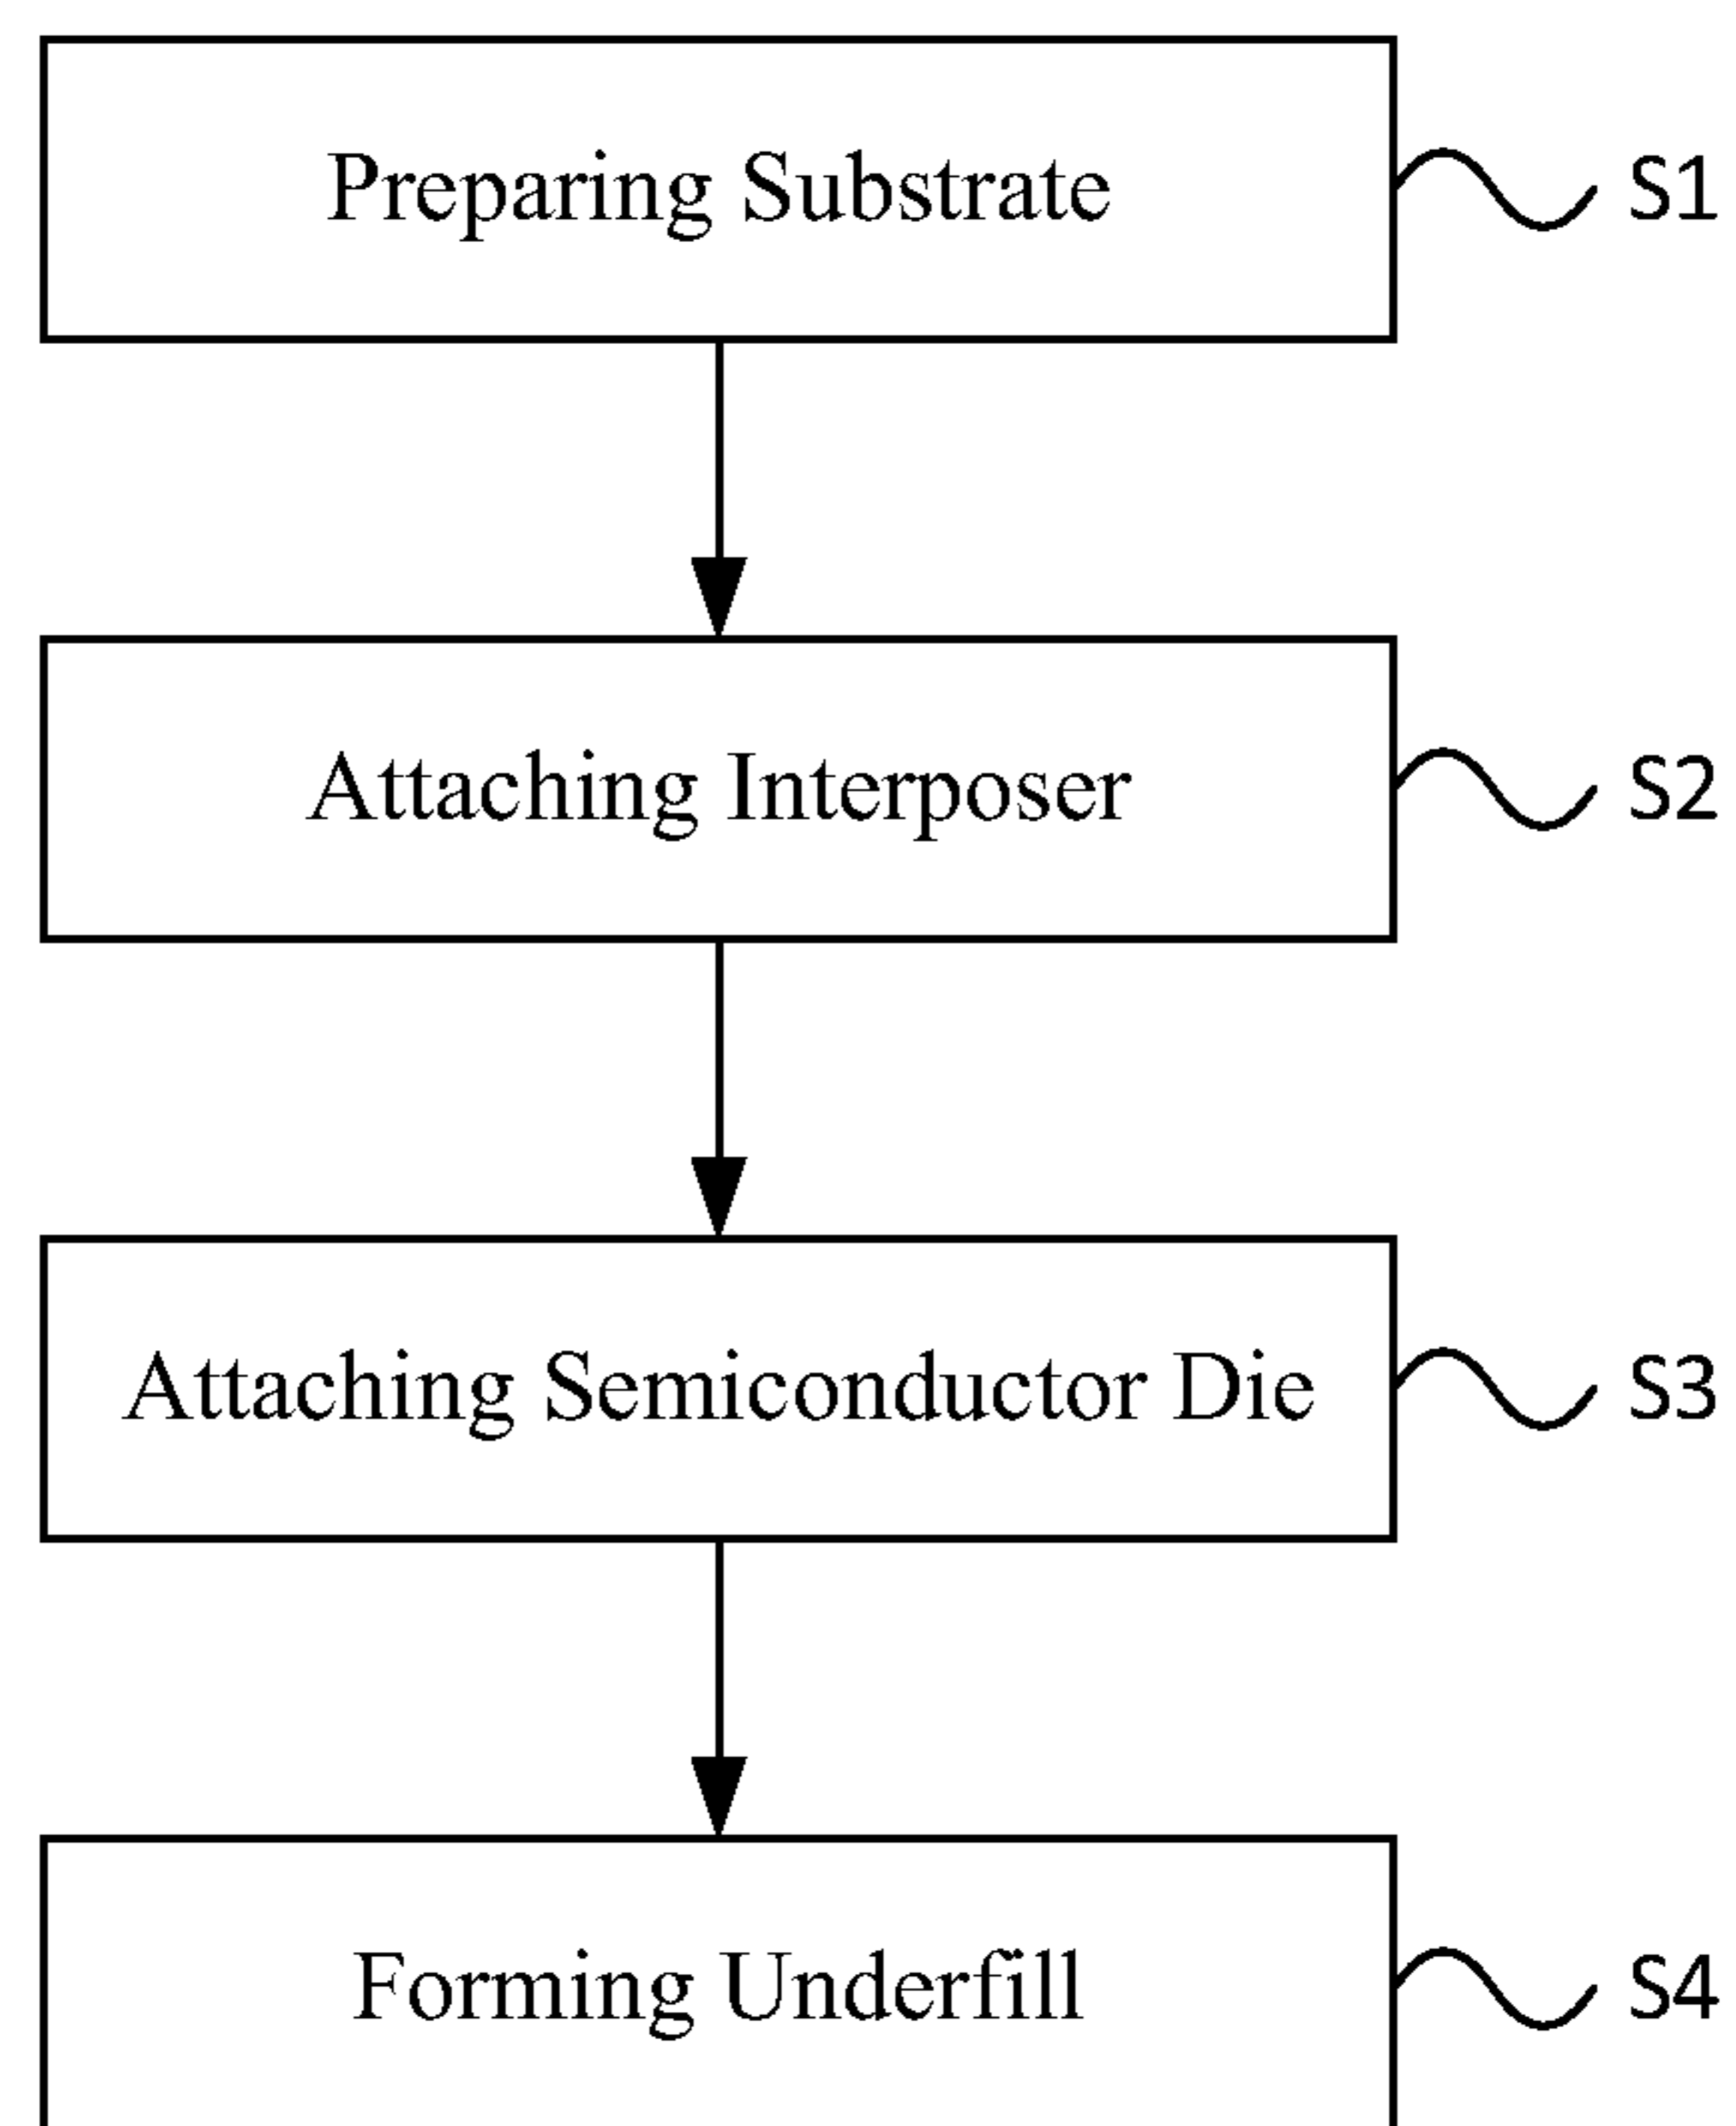 Preparing Substrate S1
Attaching Interposer S2
Attaching Semiconductor Die S3
Forming Underfill S4